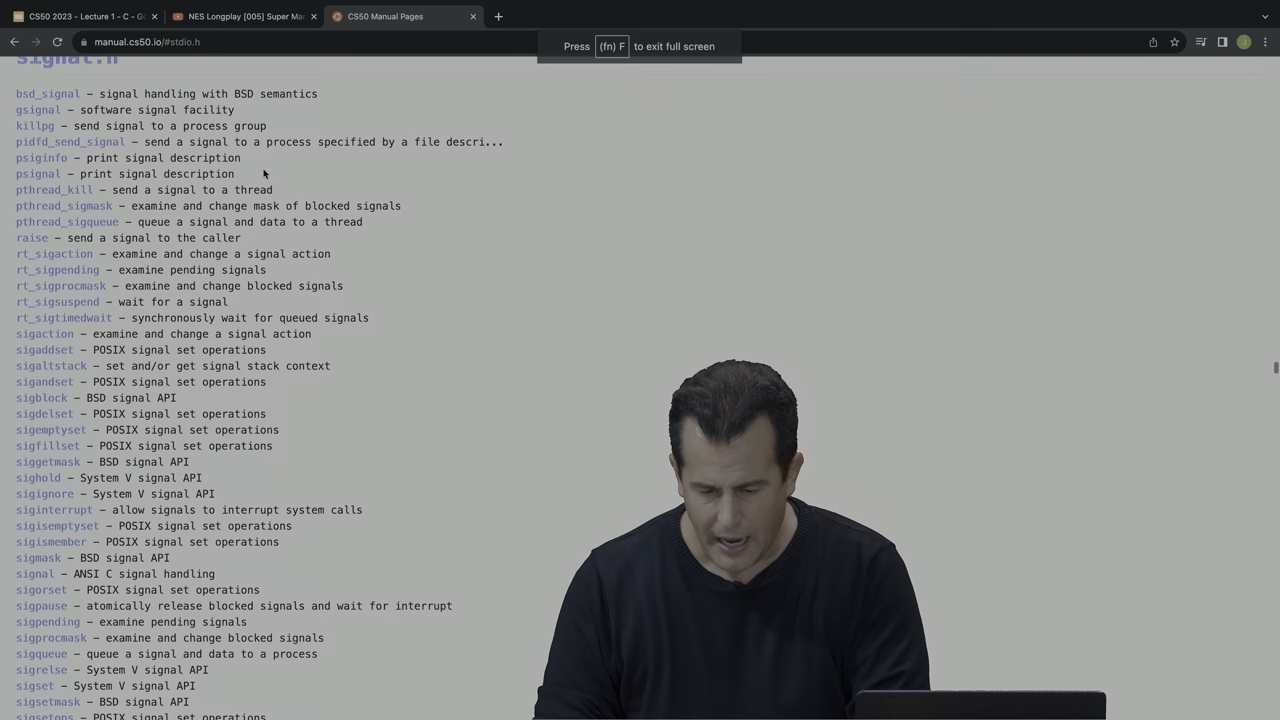 CS50 2023 - Lecture 1 - C - G
NES Longplay [005] Super Mar
CS50 Manual Pages
manual.cs50.io/#stdio.h
J
Press (fn) F to exit full screen
signal.h
bsd_signal – signal handling with BSD semantics
gsignal – software signal facility
killpg – send signal to a process group
pidfd_send_signal – send a signal to a process specified by a file descri...
psiginfo – print signal description
psignal – print signal description
pthread_kill – send a signal to a thread
pthread_sigmask – examine and change mask of blocked signals
pthread_sigqueue – queue a signal and data to a thread
raise – send a signal to the caller
rt_sigaction – examine and change a signal action
rt_sigpending – examine pending signals
rt_sigprocmask – examine and change blocked signals
rt_sigsuspend – wait for a signal
rt_sigtimedwait – synchronously wait for queued signals
sigaction – examine and change a signal action
sigaddset – POSIX signal set operations
sigaltstack – set and/or get signal stack context
sigandset – POSIX signal set operations
sigblock – BSD signal API
sigdelset – POSIX signal set operations
sigemptyset – POSIX signal set operations
sigfillset – POSIX signal set operations
siggetmask – BSD signal API
sighold – System V signal API
sigignore – System V signal API
siginterrupt – allow signals to interrupt system calls
sigisemptyset – POSIX signal set operations
sigismember – POSIX signal set operations
sigmask – BSD signal API
signal – ANSI C signal handling
sigorset – POSIX signal set operations
sigpause – atomically release blocked signals and wait for interrupt
sigpending – examine pending signals
sigprocmask – examine and change blocked signals
sigqueue – queue a signal and data to a process
sigrelse – System V signal API
sigset – System V signal API
sigsetmask – BSD signal API
sigsetops – POSIX signal set operations